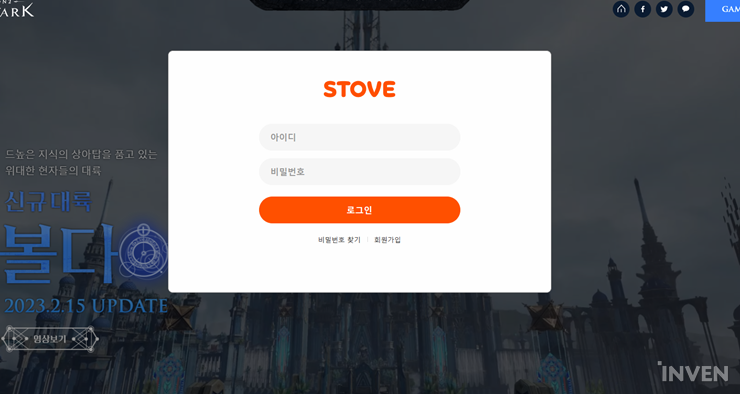 GAM
STOVE
아이디
비밀번호
로그인
비밀번호 찾기
회원가입
드높은 지식의 상아탑을 품고 있는
위대한 현자들의 대륙
신규대륙
볼다
2023.2.15 UPDATE
영상보기
INVEN